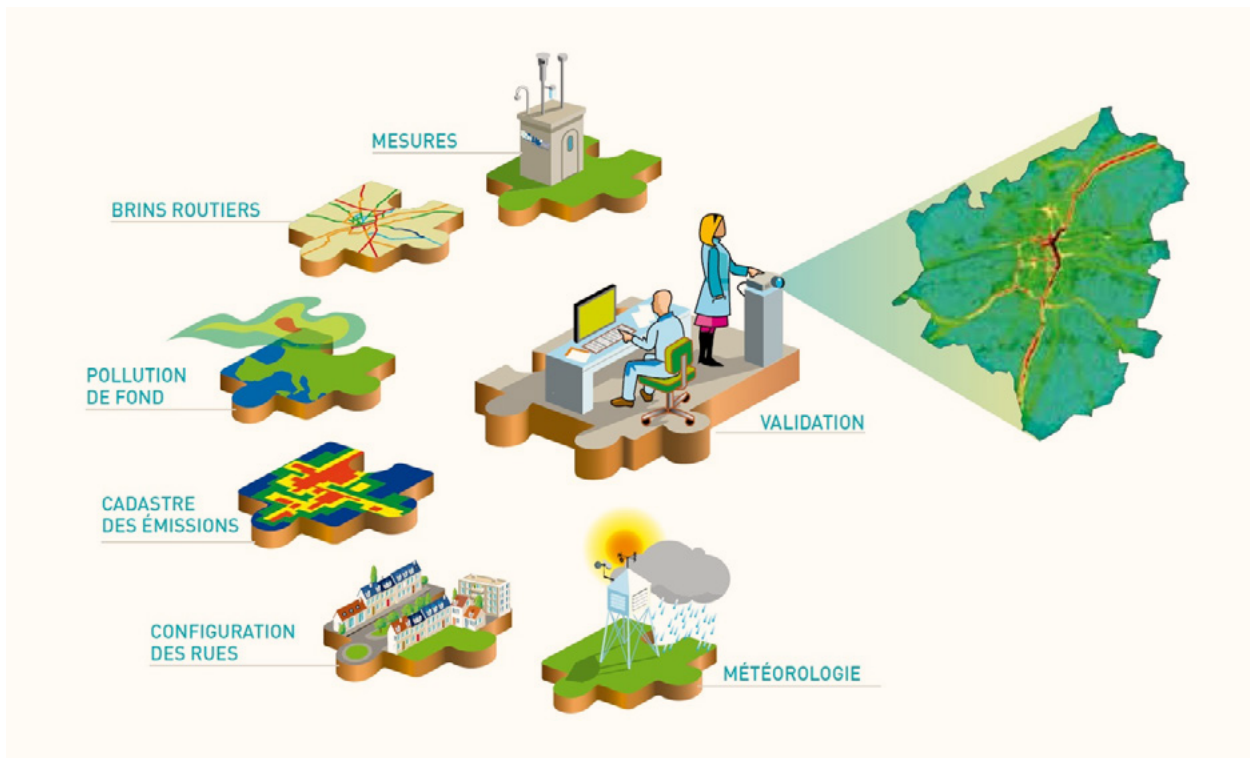 MESURES
BRINS ROUTIERS
POLLUTION
DE FOND
VALIDATION
CADASTRE
DES ÉMISSIONS
CONFIGURATION
DES RUES
MÉTÉOROLOGIE